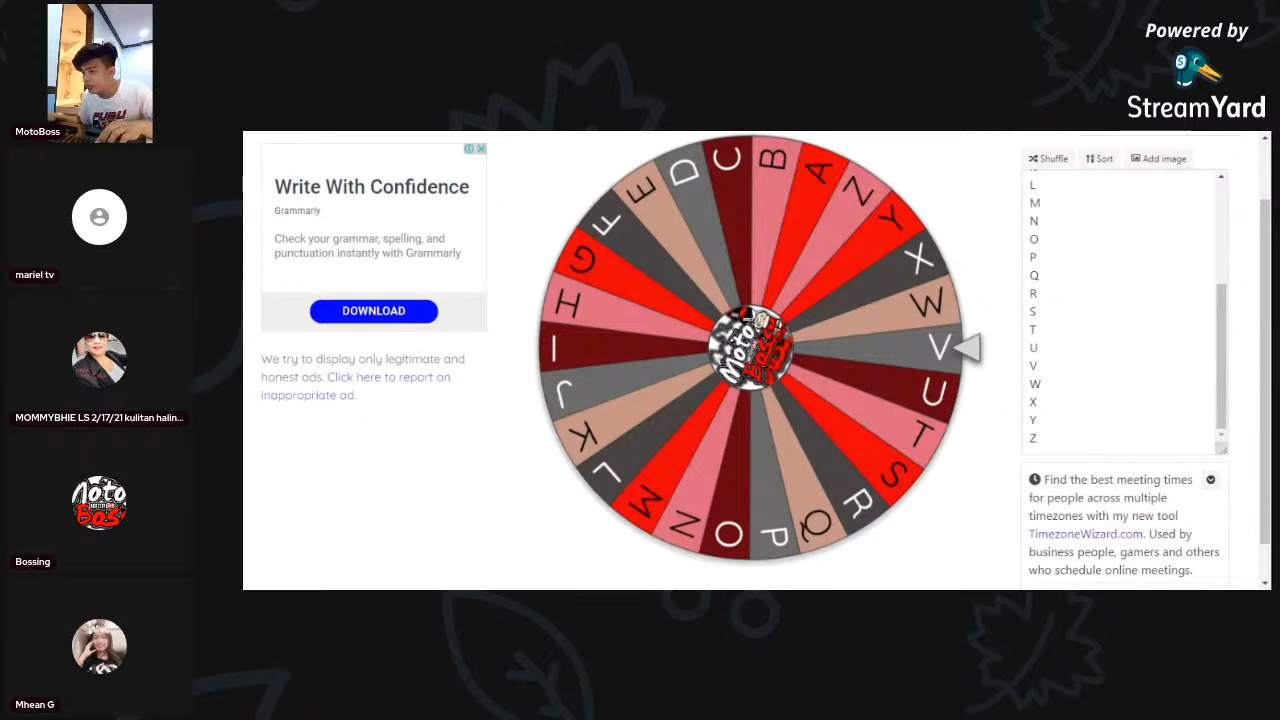 Powered by
StreamYard
MotoBoss
mariel tv
MOMMYBHIE LS 2/17/21 kulitan halin...
Bossing
Mhean G
Write With Confidence
Grammarly
Check your grammar, spelling, and
punctuation instantly with Grammarly
DOWNLOAD
We try to display only legitimate and
honest ads. Click here to report an
inappropriate ad.
A
B
C
D
E
F
G
H
I
J
K
L
M
N
O
P
Q
R
S
T
U
V
W
X
Y
Z
Moto
Boss
Shuffle Sort Add image
L
M
N
O
P
Q
R
S
T
U
V
W
X
Y
Z
Find the best meeting times
for people across multiple
timezones with my new tool
TimezoneWizard.com. Used by
business people, gamers and others
who schedule online meetings.